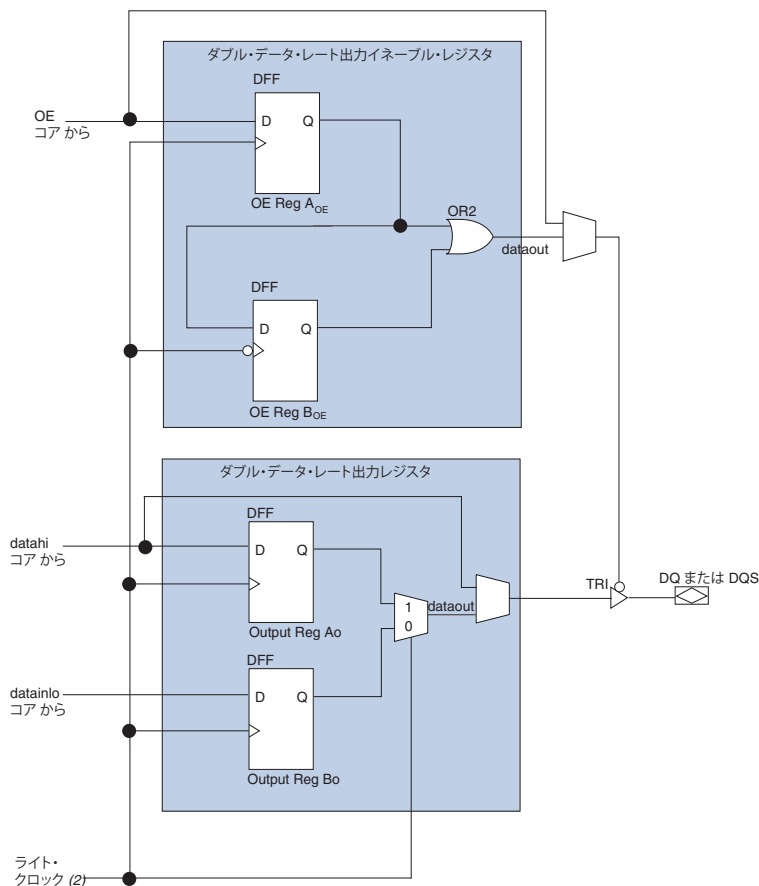 ダブル・データ・レート出力イネーブル・レジスタ
DFF
OE
コア から
D Q
OE Reg AOE
OR2
dataout
DFF
D Q
OE Reg BOE
ダブル・データ・レート出力レジスタ
DFF
datahi
コア から
D Q
TRI
DQ または DQS
1
dataout
0
Output Reg Ao
DFF
datainlo
コア から
D Q
Output Reg Bo
ライト・
クロック (2)